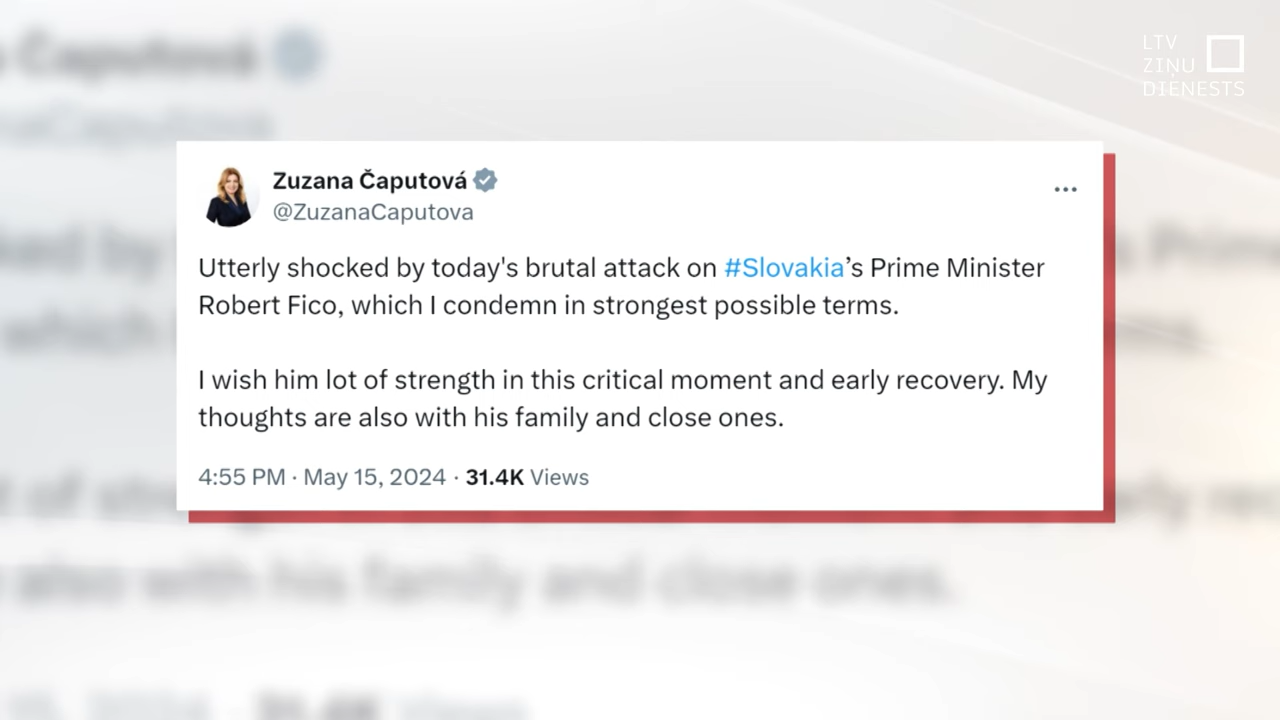 LTV
ZIŅU
DIENESTS
Zuzana Čaputová
@ZuzanaCaputova
Utterly shocked by today's brutal attack on #Slovakia’s Prime Minister
Robert Fico, which I condemn in strongest possible terms.
I wish him lot of strength in this critical moment and early recovery. My
thoughts are also with his family and close ones.
4:55 PM · May 15, 2024 · 31.4K Views